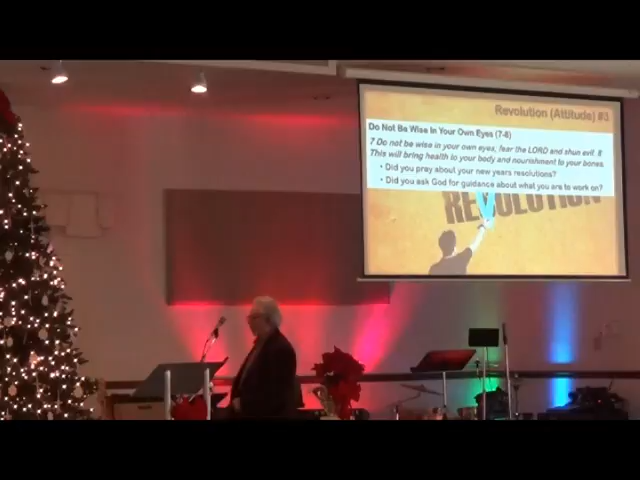 Revolution (Attitude) #3
Do Not Be Wise In Your Own Eyes (7-8)
7 Do not be wise in your own eyes; fear the LORD and shun evil. 8
This will bring health to your body and nourishment to your bones.
• Did you pray about your new years resolutions?
• Did you ask God for guidance about what you are to work on?
REVOLUTION